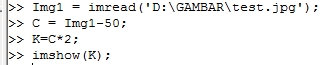 >> Img1 = imread('D:\GAMBAR\test.jpg');
>> C = Img1-50;
>> K=C*2;
>> imshow(K);